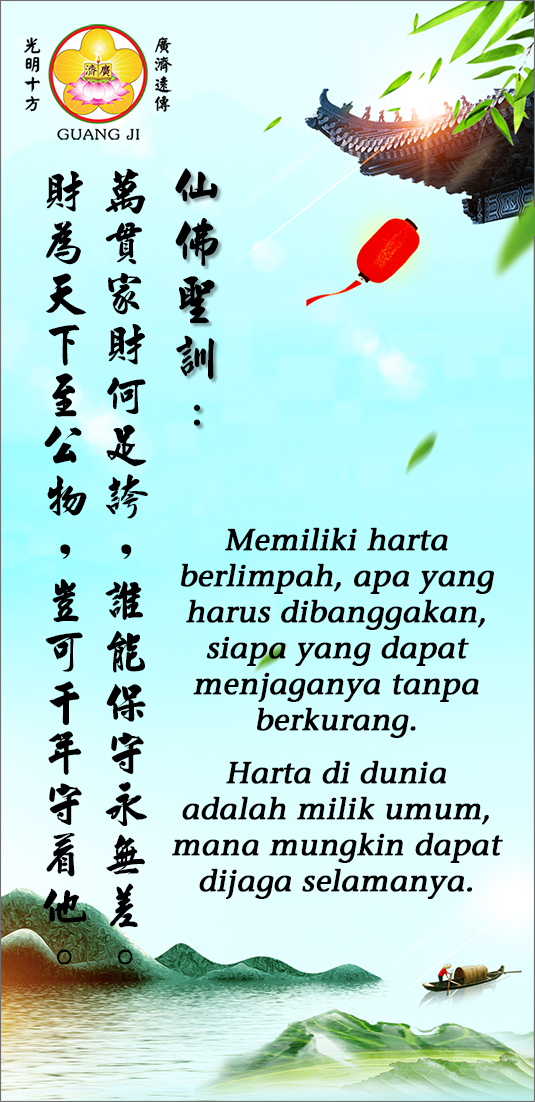 光明十方
廣濟遠傳
廣濟
GUANG JI
仙佛聖訓：
萬貫家財何足誇，誰能保守永無差。
財為天下至公物，豈可千年守着他。
Memiliki harta
berlimpah, apa yang
harus dibanggakan,
siapa yang dapat
menjaganya tanpa
berkurang.
Harta di dunia
adalah milik umum,
mana mungkin dapat
dijaga selamanya.